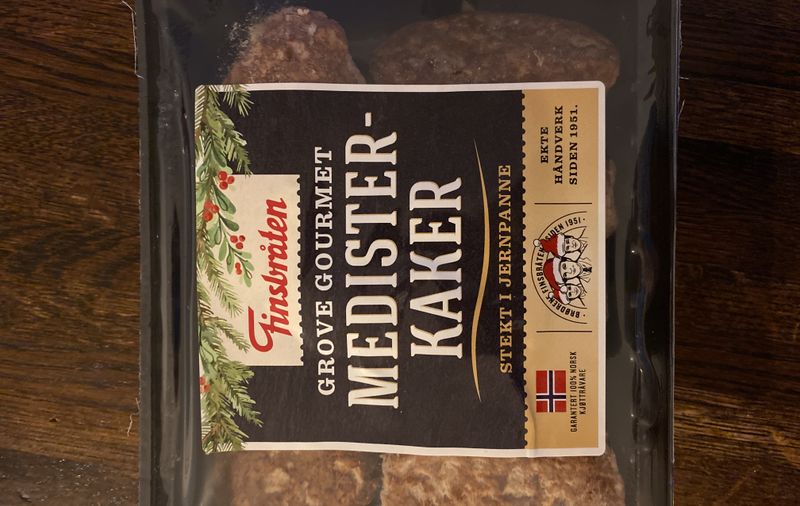 Finsbråten
GROVE GOURMET
MEDISTER-
KAKER
STEKT I JERNPANNE
GARANTERT 100% NORSK
KJØTTRÅVARE
BRØDRENE FINSBRÅTEN SIDEN 1951
EKTE
HÅNDVERK
SIDEN 1951.